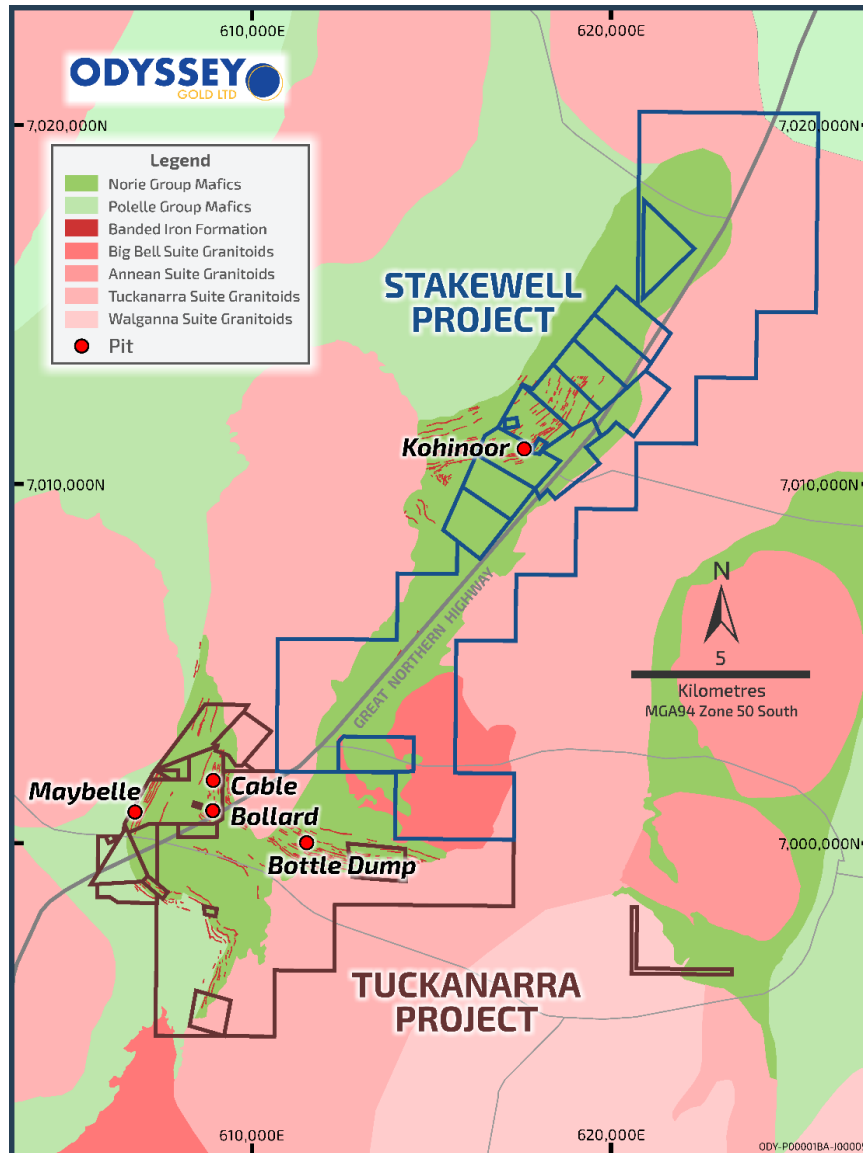 610,000E
620,000E
ODYSSEY
GOLD LTD
7,020,000N
7,020,000N
Legend
Norie Group Mafics
Polelle Group Mafics
Banded Iron Formation
Big Bell Suite Granitoids
Annean Suite Granitoids
Tuckanarra Suite Granitoids
Walganna Suite Granitoids
Pit
STAKEWELL
PROJECT
Kohinoor
7,010,000N
7,010,000N
GREAT NORTHERN HIGHWAY
N
5
Kilometres
MGA94 Zone 50 South
Maybelle
Cable
Bollard
Bottle Dump
7,000,000N
TUCKANARRA
PROJECT
610,000E
620,000E